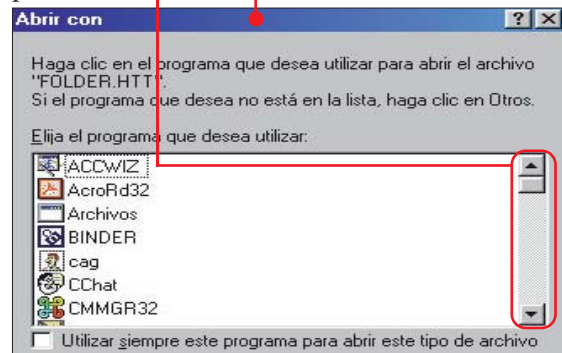 Abrir con
Haga clic en el programa que desea utilizar para abrir el archivo
"FOLDER.HTT".
Si el programa que desea no está en la lista, haga clic en Otros.
Elija el programa que desea utilizar:
ACCWIZ
AcroRd32
Archivos
BINDER
cag
CChat
CMMGR32
Utilizar siempre este programa para abrir este tipo de archivo